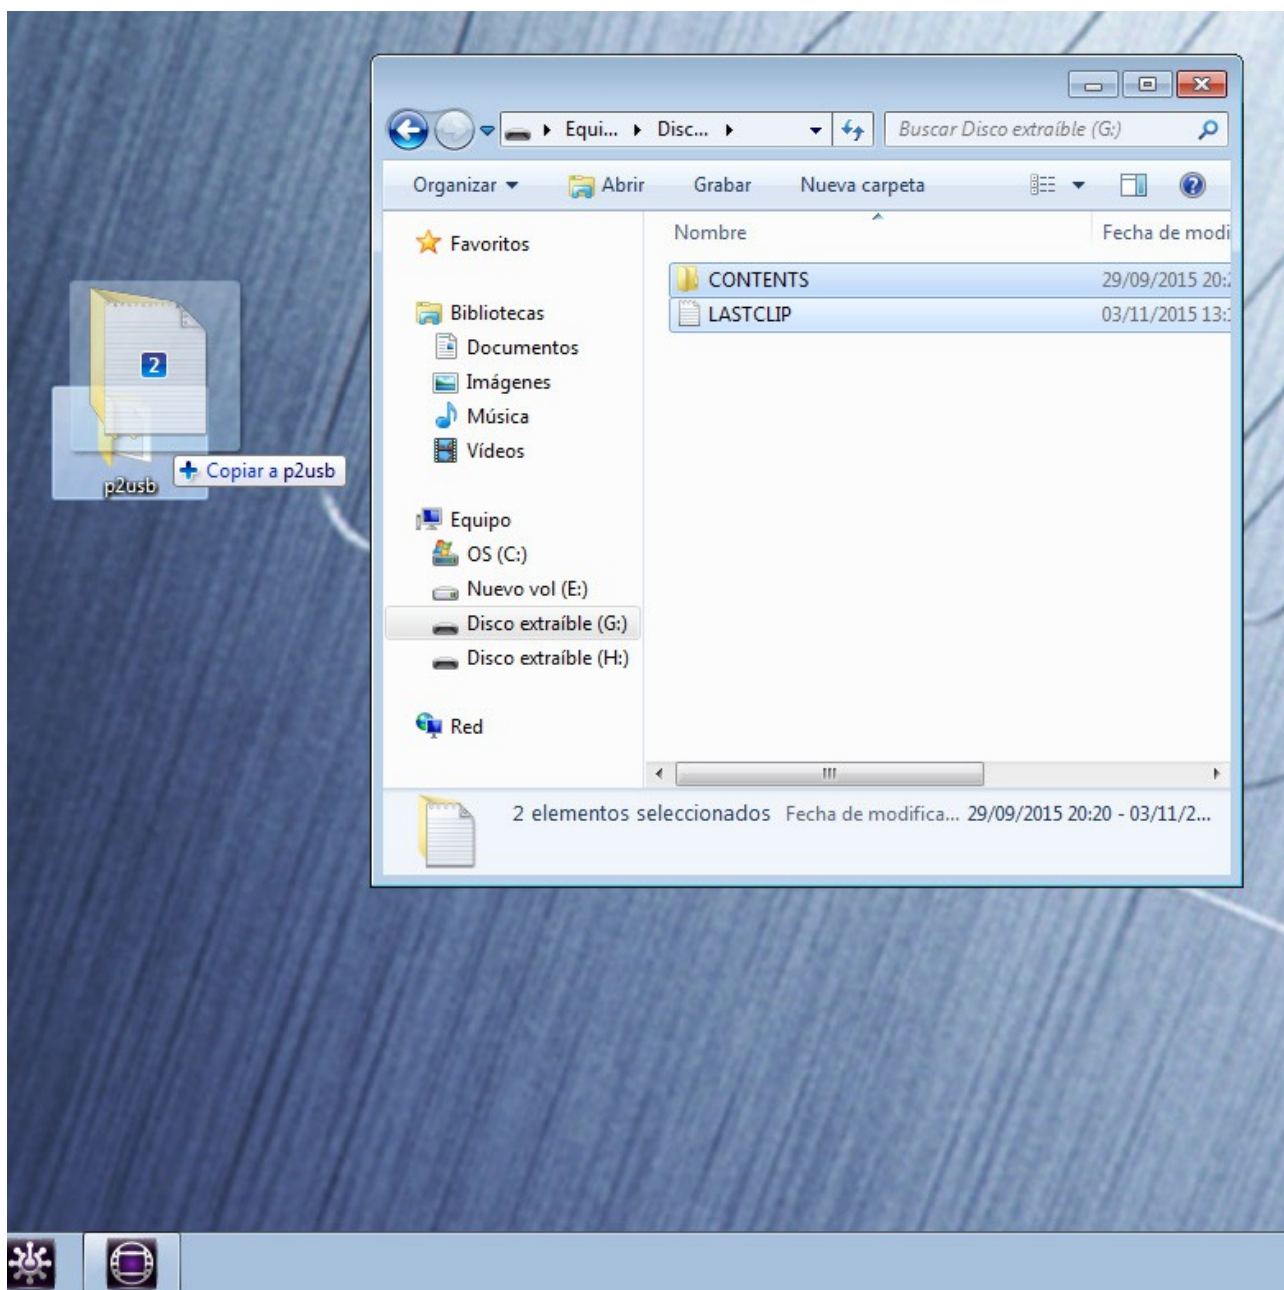 Equi... Disc... Buscar Disco extraíble (G:)
Organizar Abrir Grabar Nueva carpeta
Favoritos
Bibliotecas
Documentos
Imágenes
Música
Vídeos
Equipo
OS (C:)
Nuevo vol (E:)
Disco extraíble (G:)
Disco extraíble (H:)
Red
Nombre Fecha de modi
CONTENTS 29/09/2015 20:
LASTCLIP 03/11/2015 13:
2 elementos seleccionados Fecha de modifica... 29/09/2015 20:20 - 03/11/2...
2
p2usb
Copiar a p2usb